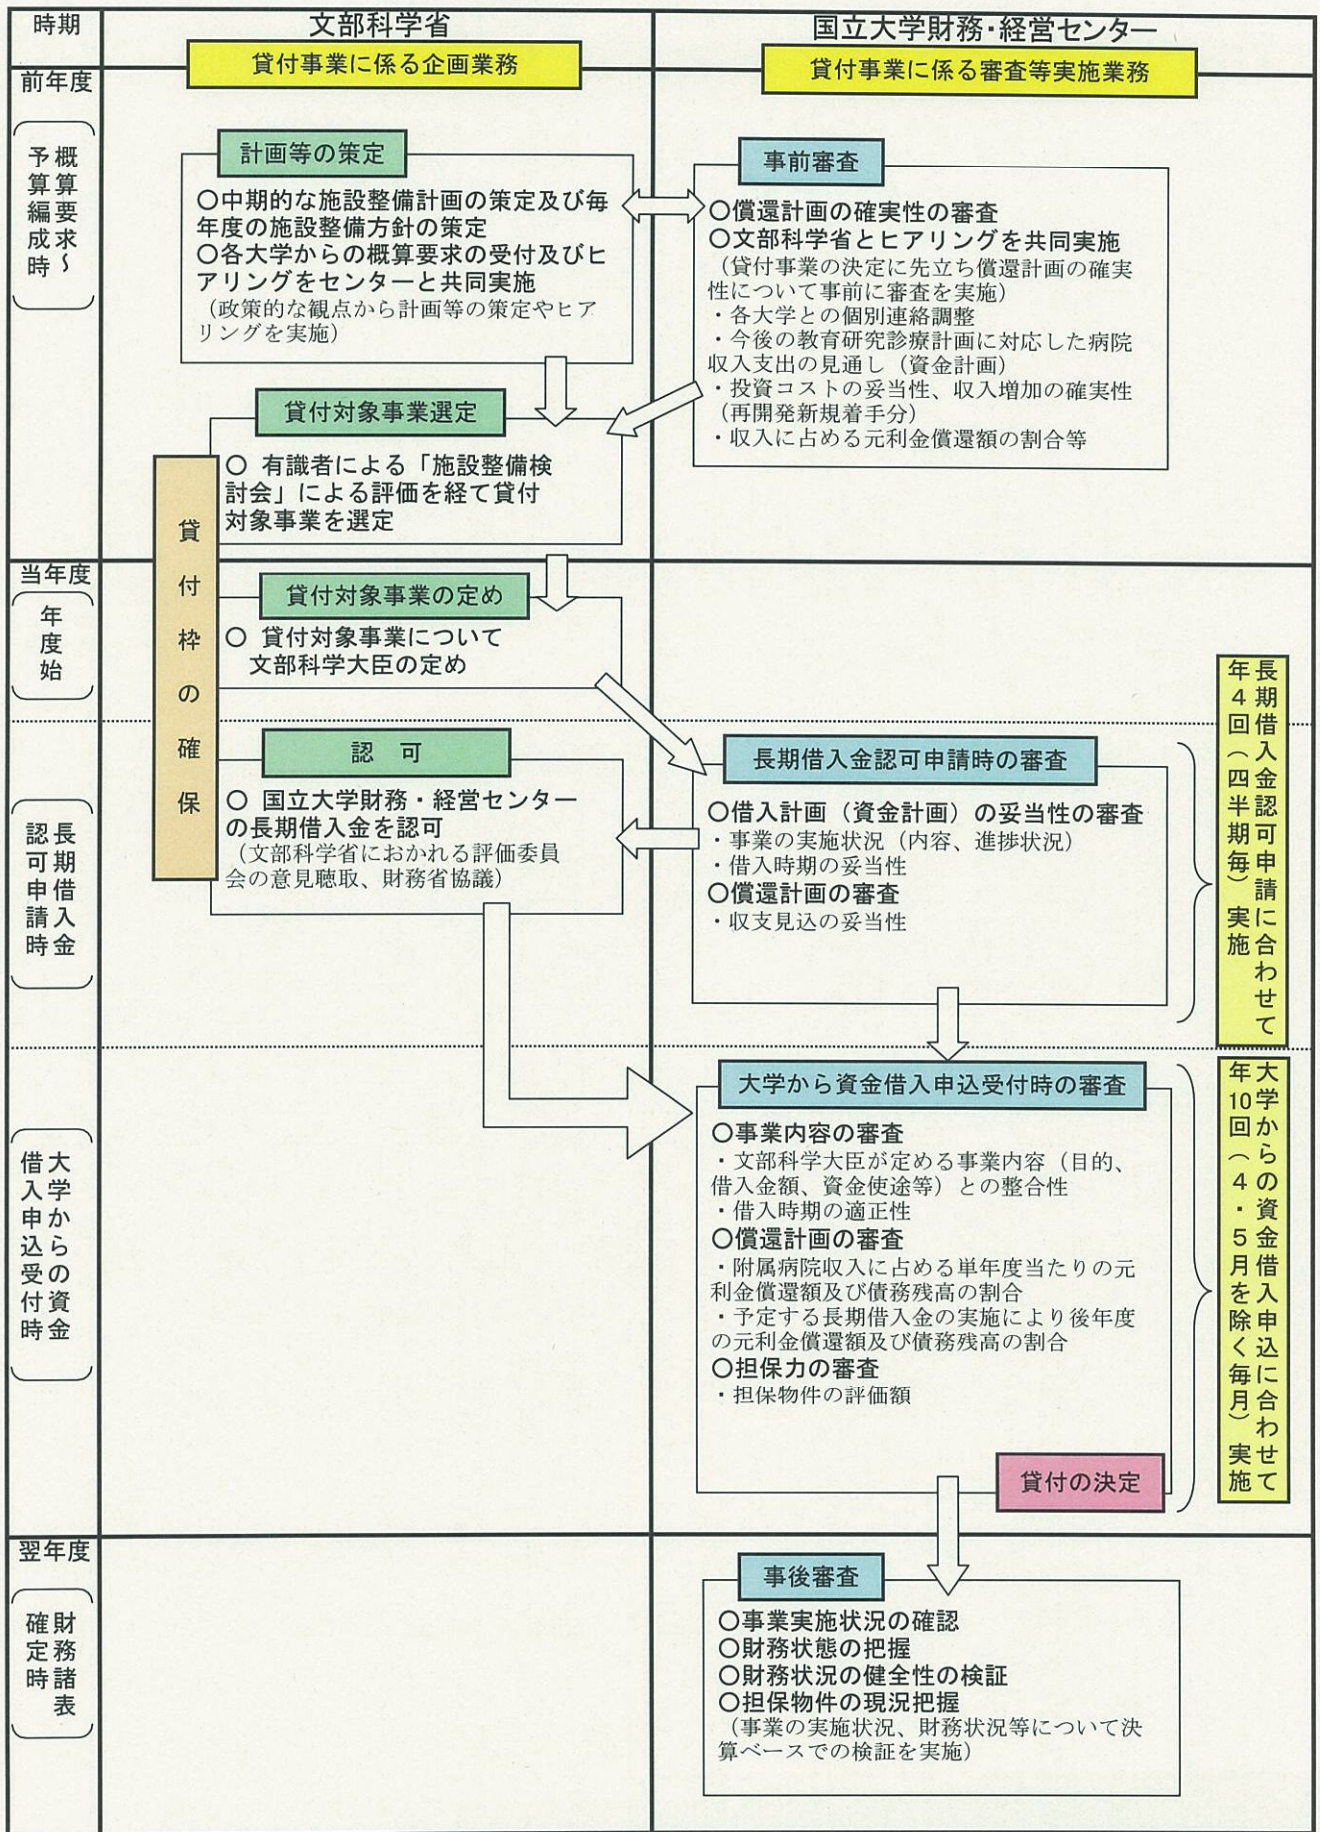 時期
文部科学省
国立大学財務・経営センター
貸付事業に係る企画業務
貸付事業に係る審査等実施業務
前年度
概算要求～
予算編成時
計画等の策定
○中期的な施設整備計画の策定及び毎
年度の施設整備方針の策定
○各大学からの概算要求の受付及びヒ
アリングをセンターと共同実施
（政策的な観点から計画等の策定やヒア
リングを実施）
事前審査
○償還計画の確実性の審査
○文部科学省とヒアリングを共同実施
（貸付事業の決定に先立ち償還計画の確実
性について事前に審査を実施）
・各大学との個別連絡調整
・今後の教育研究診療計画に対応した病院
収入支出の見通し（資金計画）
・投資コストの妥当性、収入増加の確実性
（再開発新規着手分）
・収入に占める元利金償還額の割合等
貸付対象事業選定
○ 有識者による「施設整備検
討会」による評価を経て貸付
対象事業を選定
貸付枠の確保
当年度
年度始
貸付対象事業の定め
○ 貸付対象事業について
文部科学大臣の定め
長期借入金
認可申請時
認 可
○ 国立大学財務・経営センター
の長期借入金を認可
（文部科学省におかれる評価委員
会の意見聴取、財務省協議）
長期借入金認可申請時の審査
○借入計画（資金計画）の妥当性の審査
・事業の実施状況（内容、進捗状況）
・借入時期の妥当性
○償還計画の審査
・収支見込の妥当性
長期借入金認可申請に合わせて
年４回（四半期毎）実施
大学からの資金
借入申込受付時
大学から資金借入申込受付時の審査
○事業内容の審査
・文部科学大臣が定める事業内容（目的、
借入金額、資金使途等）との整合性
・借入時期の適正性
○償還計画の審査
・附属病院収入に占める単年度当たりの元
利金償還額及び債務残高の割合
・予定する長期借入金の実施により後年度
の元利金償還額及び債務残高の割合
○担保力の審査
・担保物件の評価額
貸付の決定
大学からの資金借入申込に合わせて
年10回（４・５月を除く毎月）実施
翌年度
財務諸表
確定時
事後審査
○事業実施状況の確認
○財務状態の把握
○財務状況の健全性の検証
○担保物件の現況把握
（事業の実施状況、財務状況等について決
算ベースでの検証を実施）